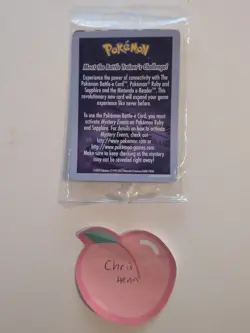 Pokémon
Meet the Battle Trainer's Challenge!
Experience the power of connectivity with The
Pokémon Battle-e Card, Pokémon Ruby and
Sapphire and the Nintendo e-Reader. This
revolutionary new card will expand your game
experience like never before.
To use this Pokémon Battle-e Card, you must
activate Mystery Events on Pokémon Ruby
and Sapphire. For details on how to activate
Mystery Events, check out
http://www.pokemon.com or
http://www.pokemon-games.com
Make sure to keep checking as the mystery
may not be revealed right away!
Chris